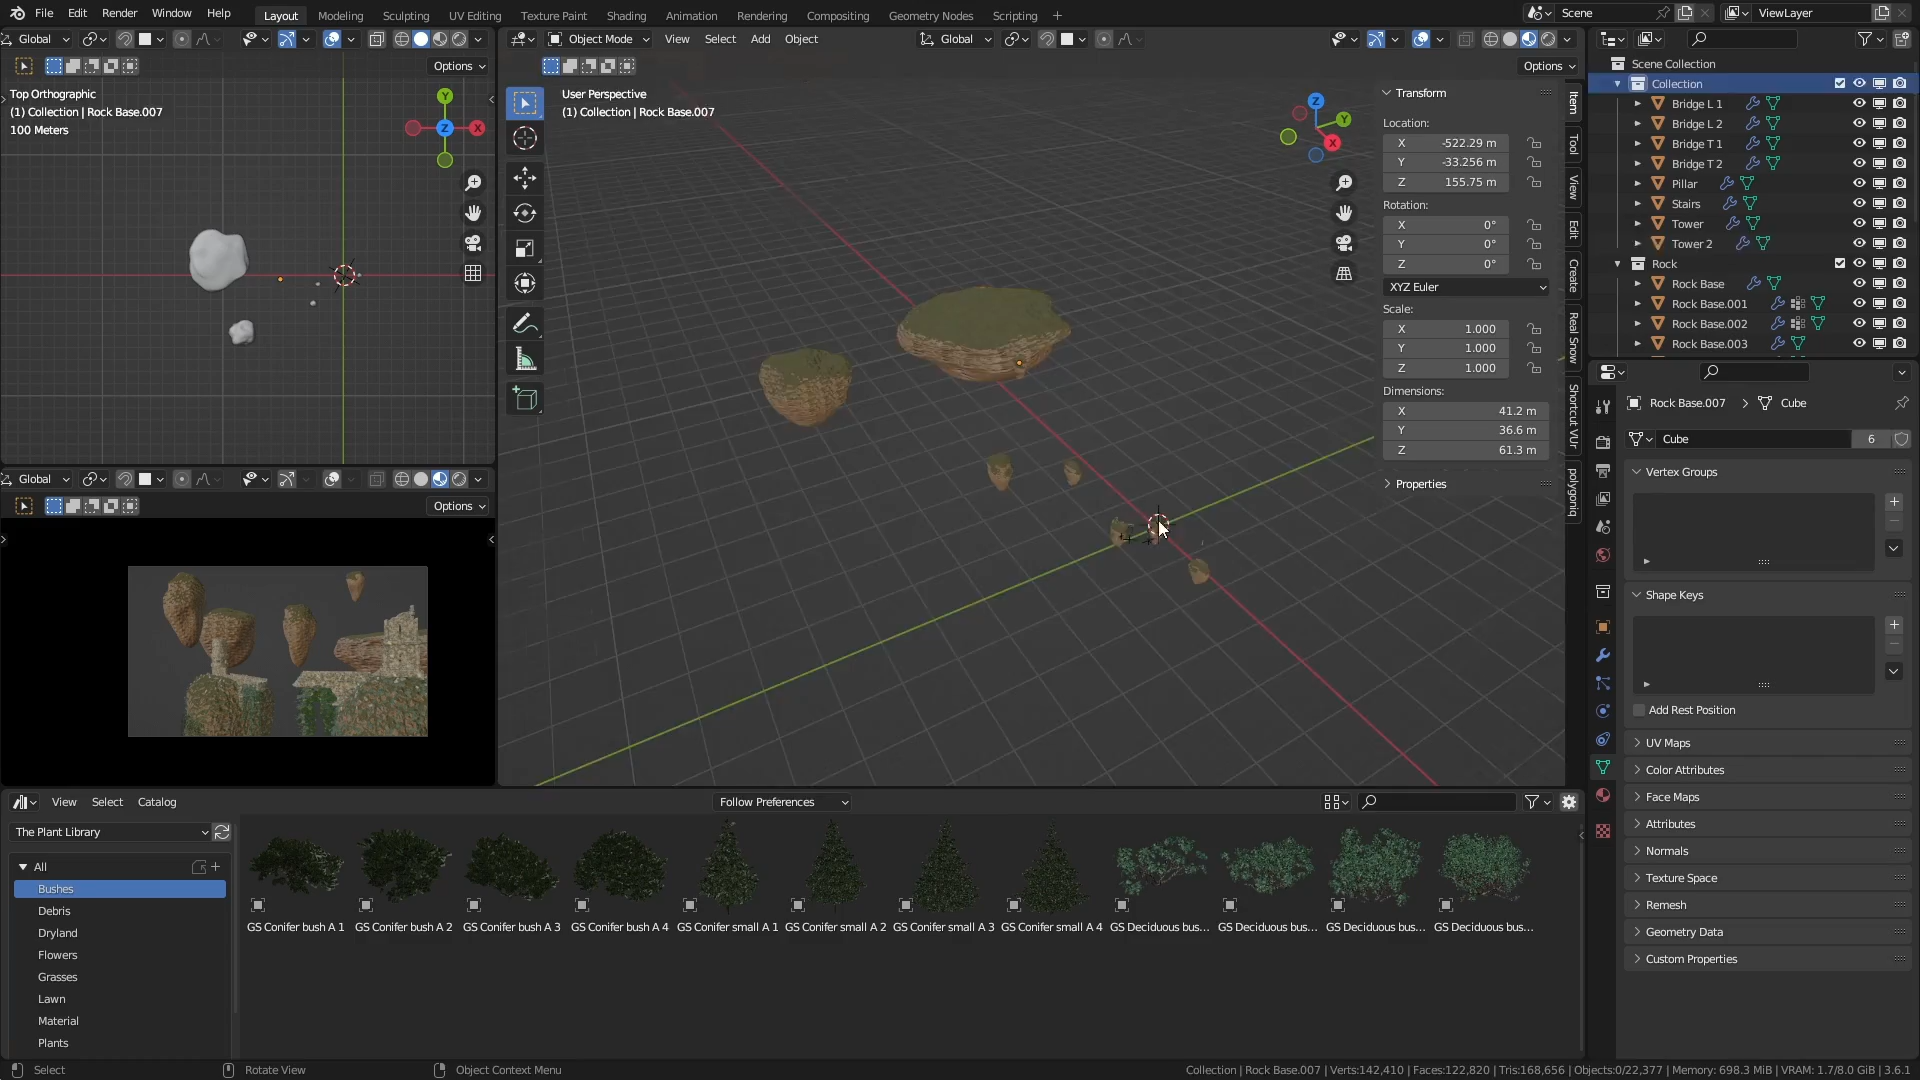 File Edit Render Window Help Layout Modeling Sculpting UV Editing Texture Paint Shading Animation Rendering Compositing Geometry Nodes Scripting + Scene ViewLayer
Global
Object Mode View Select Add Object Global
Options
Options
Top Orthographic
(1) Collection | Rock Base.007
100 Meters
Y
X
Z
User Perspective
(1) Collection | Rock Base.007
Z
Y
X
Transform
Location:
X -522.29 m
Y -33.256 m
Z 155.75 m
Rotation:
X 0°
Y 0°
Z 0°
XYZ Euler
Scale:
X 1.000
Y 1.000
Z 1.000
Dimensions:
X 41.2 m
Y 36.6 m
Z 61.3 m
Properties
Item
Tool
View
Edit
Create
Real Snow
Shortcut VUr
polygoniq
Scene Collection
Collection
Bridge L 1
Bridge L 2
Bridge T 1
Bridge T 2
Pillar
Stairs
Tower
Tower 2
Rock
Rock Base
Rock Base.001
Rock Base.002
Rock Base.003
Rock Base.007 Cube
Cube 6
Vertex Groups
Shape Keys
Add Rest Position
UV Maps
Color Attributes
Face Maps
Attributes
Normals
Texture Space
Remesh
Geometry Data
Custom Properties
Global
Options
View Select Catalog Follow Preferences
The Plant Library
All
Bushes
Debris
Dryland
Flowers
Grasses
Lawn
Material
Plants
GS Conifer bush A 1 GS Conifer bush A 2 GS Conifer bush A 3 GS Conifer bush A 4 GS Conifer small A 1 GS Conifer small A 2 GS Conifer small A 3 GS Conifer small A 4 GS Deciduous bus... GS Deciduous bus... GS Deciduous bus... GS Deciduous bus...
Select Rotate View Object Context Menu Collection | Rock Base.007 | Verts:142,410 | Faces:122,820 | Tris:168,656 | Objects:0/22,377 | Memory: 698.3 MiB | VRAM: 1.7/8.0 GiB | 3.6.1